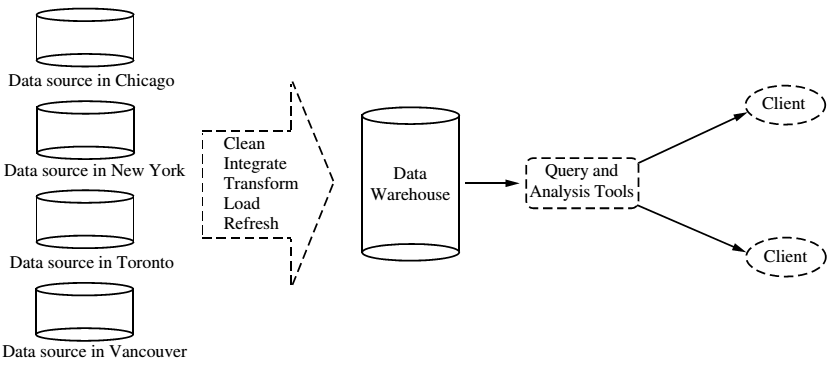 Data source in Chicago
Data source in New York
Data source in Toronto
Data source in Vancouver
Clean
Integrate
Transform
Load
Refresh
Data
Warehouse
Query and
Analysis Tools
Client
Client